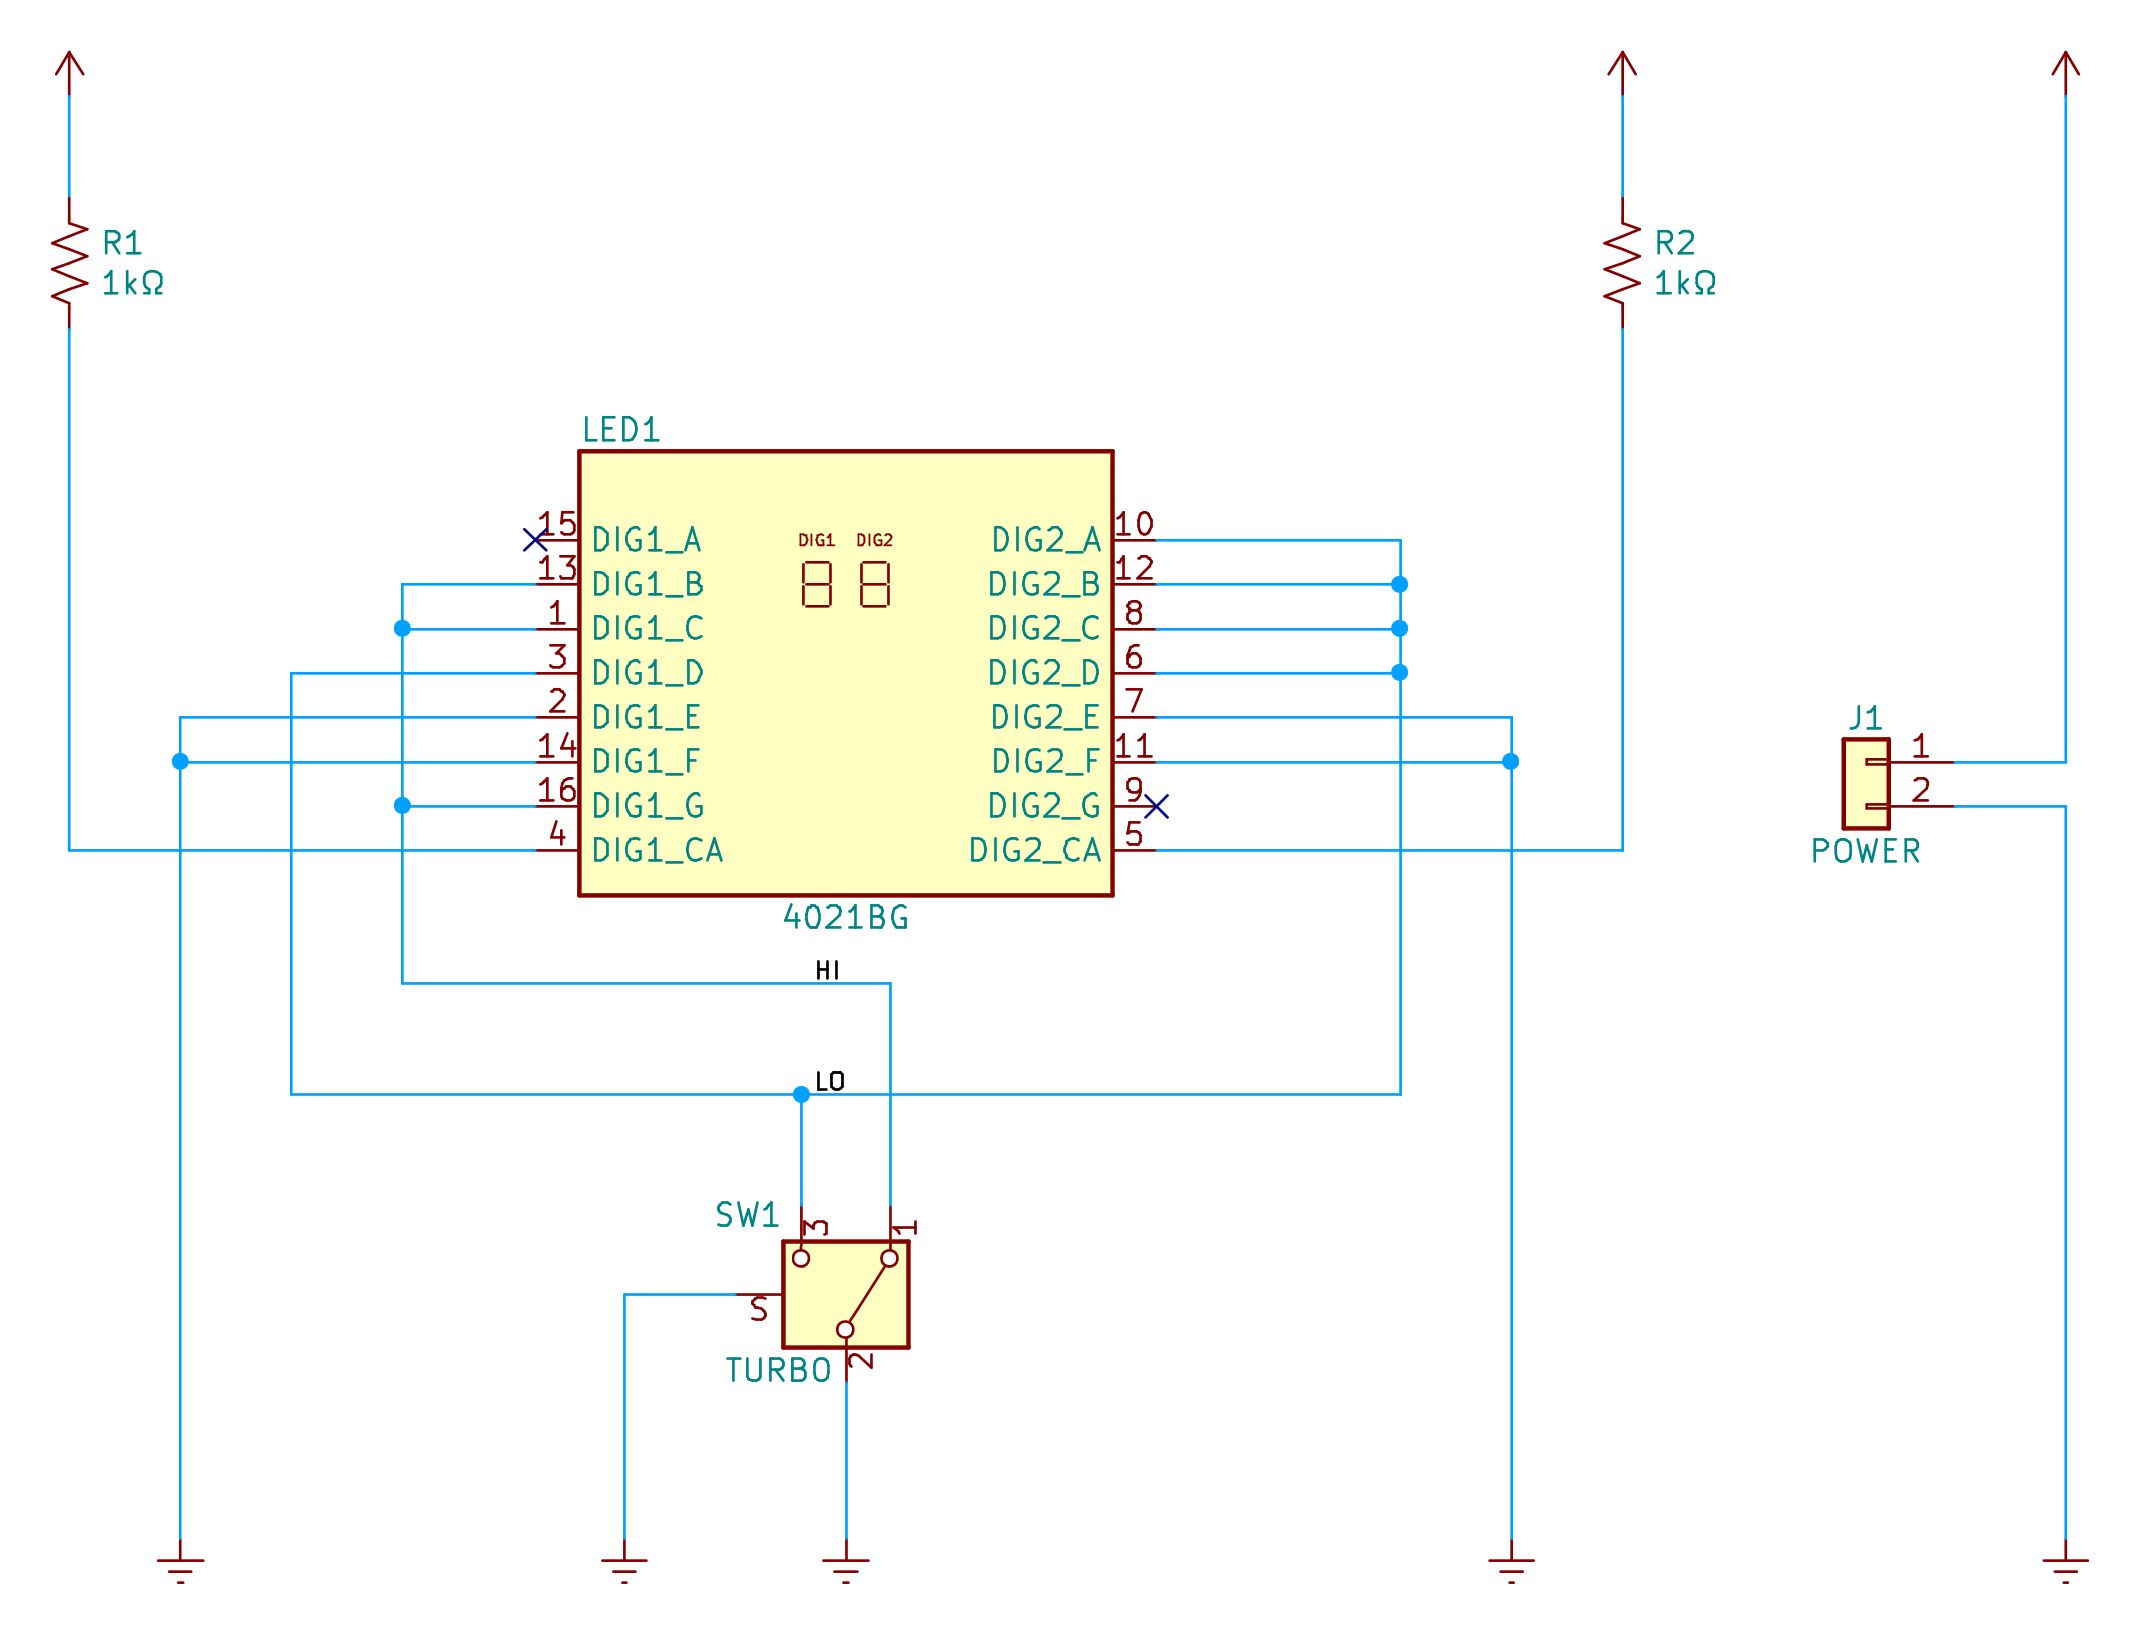 R1
1kΩ
R2
1kΩ
LED1
15 DIG1_A
13 DIG1_B
1 DIG1_C
3 DIG1_D
2 DIG1_E
14 DIG1_F
16 DIG1_G
4 DIG1_CA
DIG1 DIG2
DIG2_A 10
DIG2_B 12
DIG2_C 8
DIG2_D 6
DIG2_E 7
DIG2_F 11
DIG2_G 9
DIG2_CA 5
4021BG
J1
1
2
POWER
HI
LO
SW1
3
1
S
2
TURBO